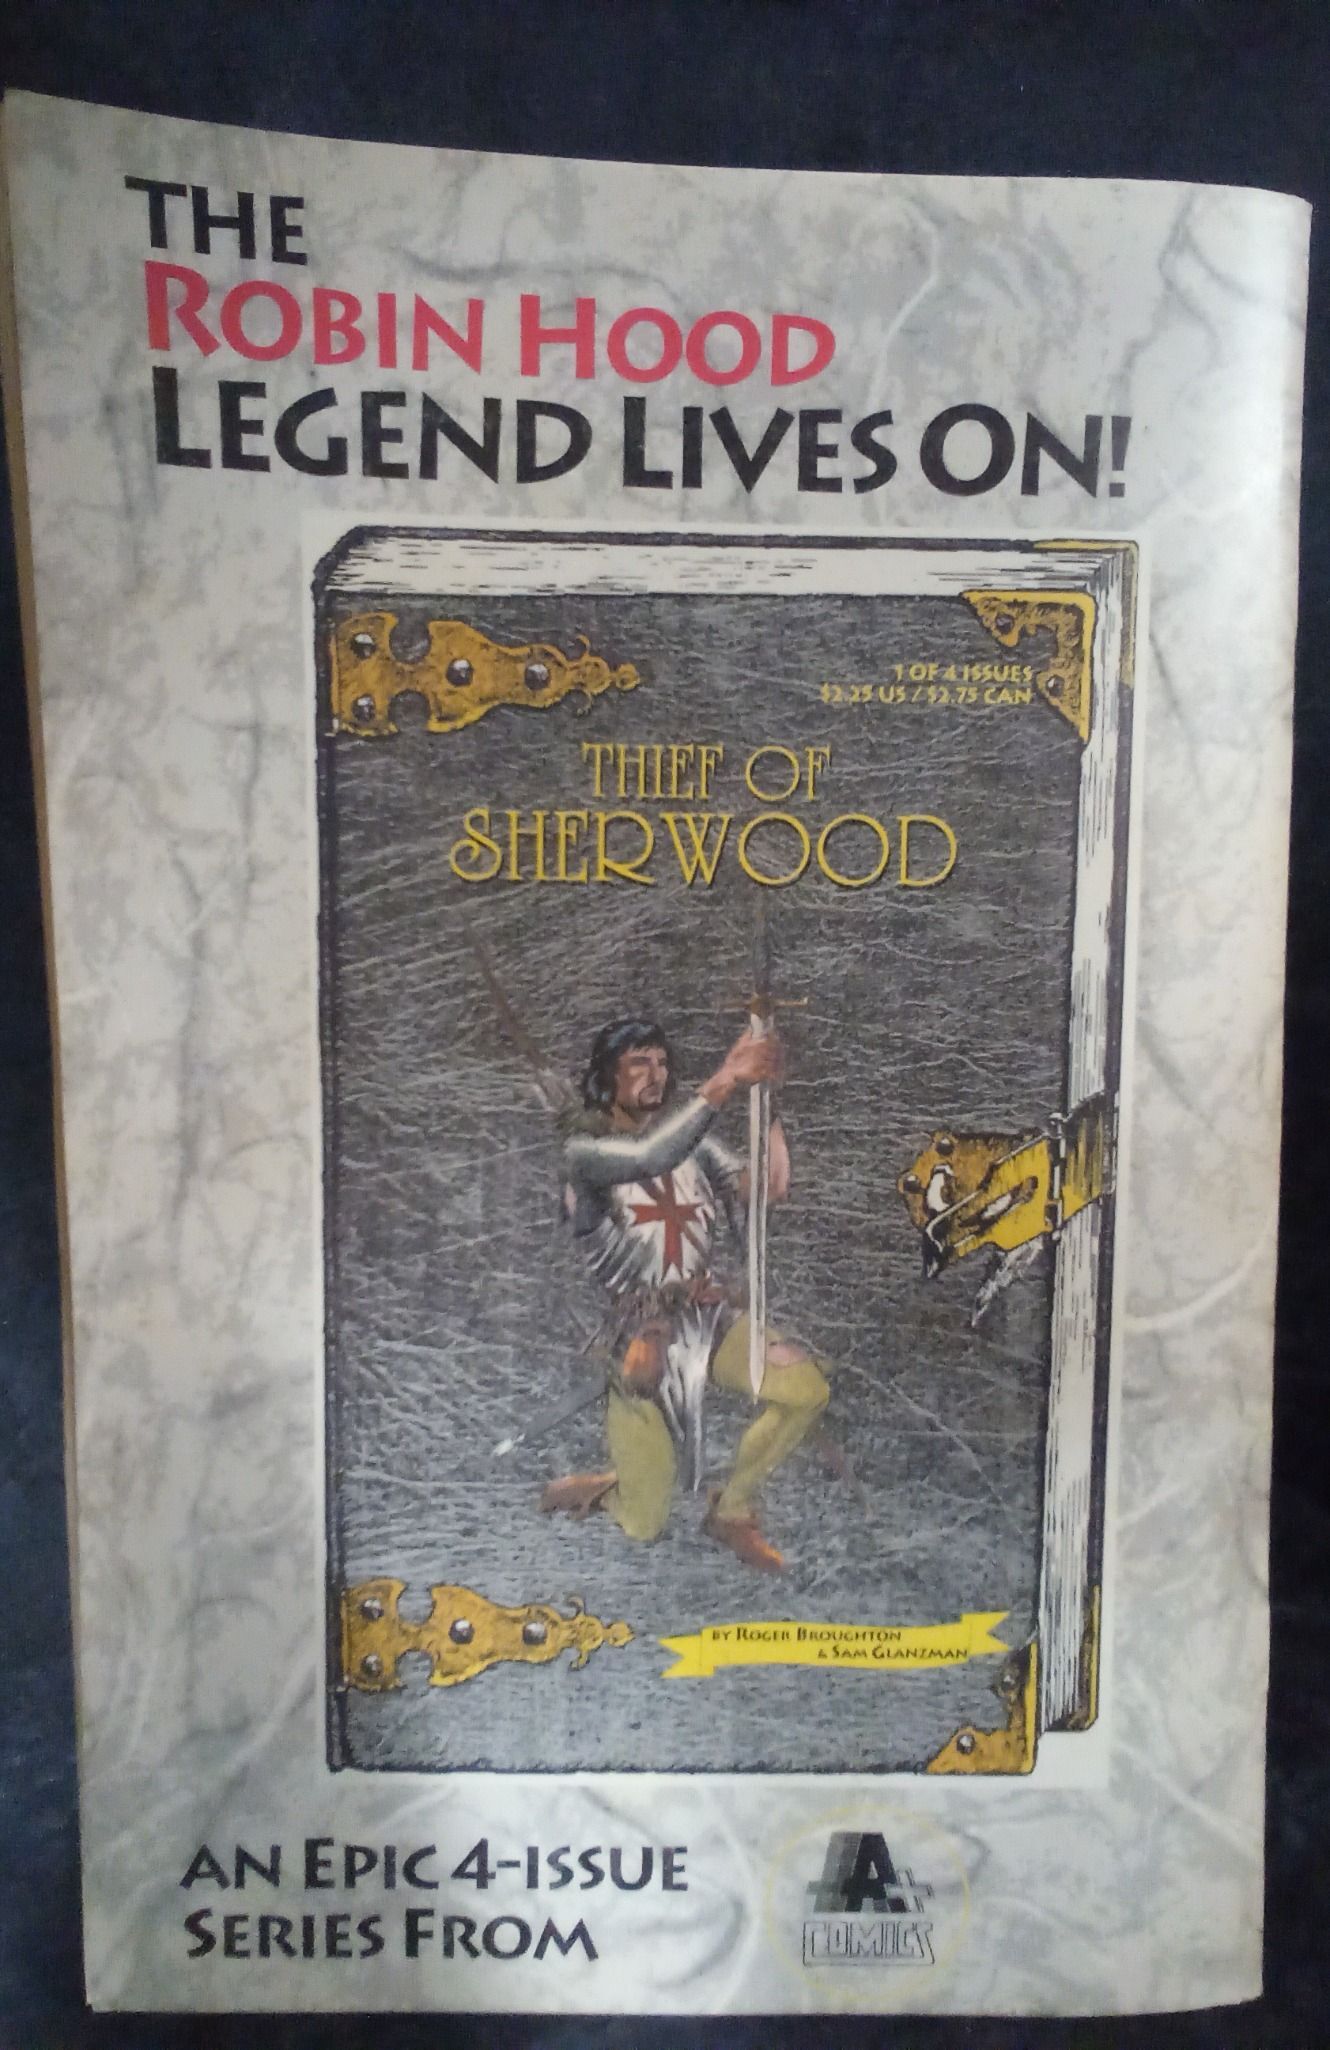 THE
ROBIN HOOD
LEGEND LIVES ON!
1 OF 4 ISSUES
$2.25 US / $2.75 CAN
THIEF OF
SHERWOOD
BY ROGER BROUGHTON
& SAM GLANZMAN
AN EPIC 4-ISSUE
SERIES FROM
A+
COMICS